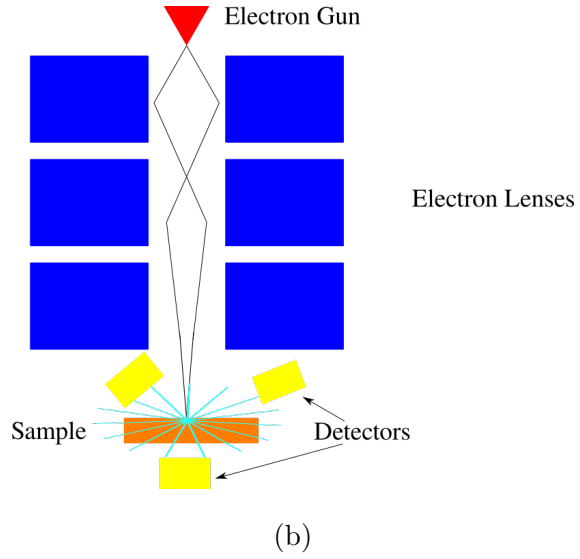 Electron Gun
Electron Lenses
Sample
Detectors
(b)